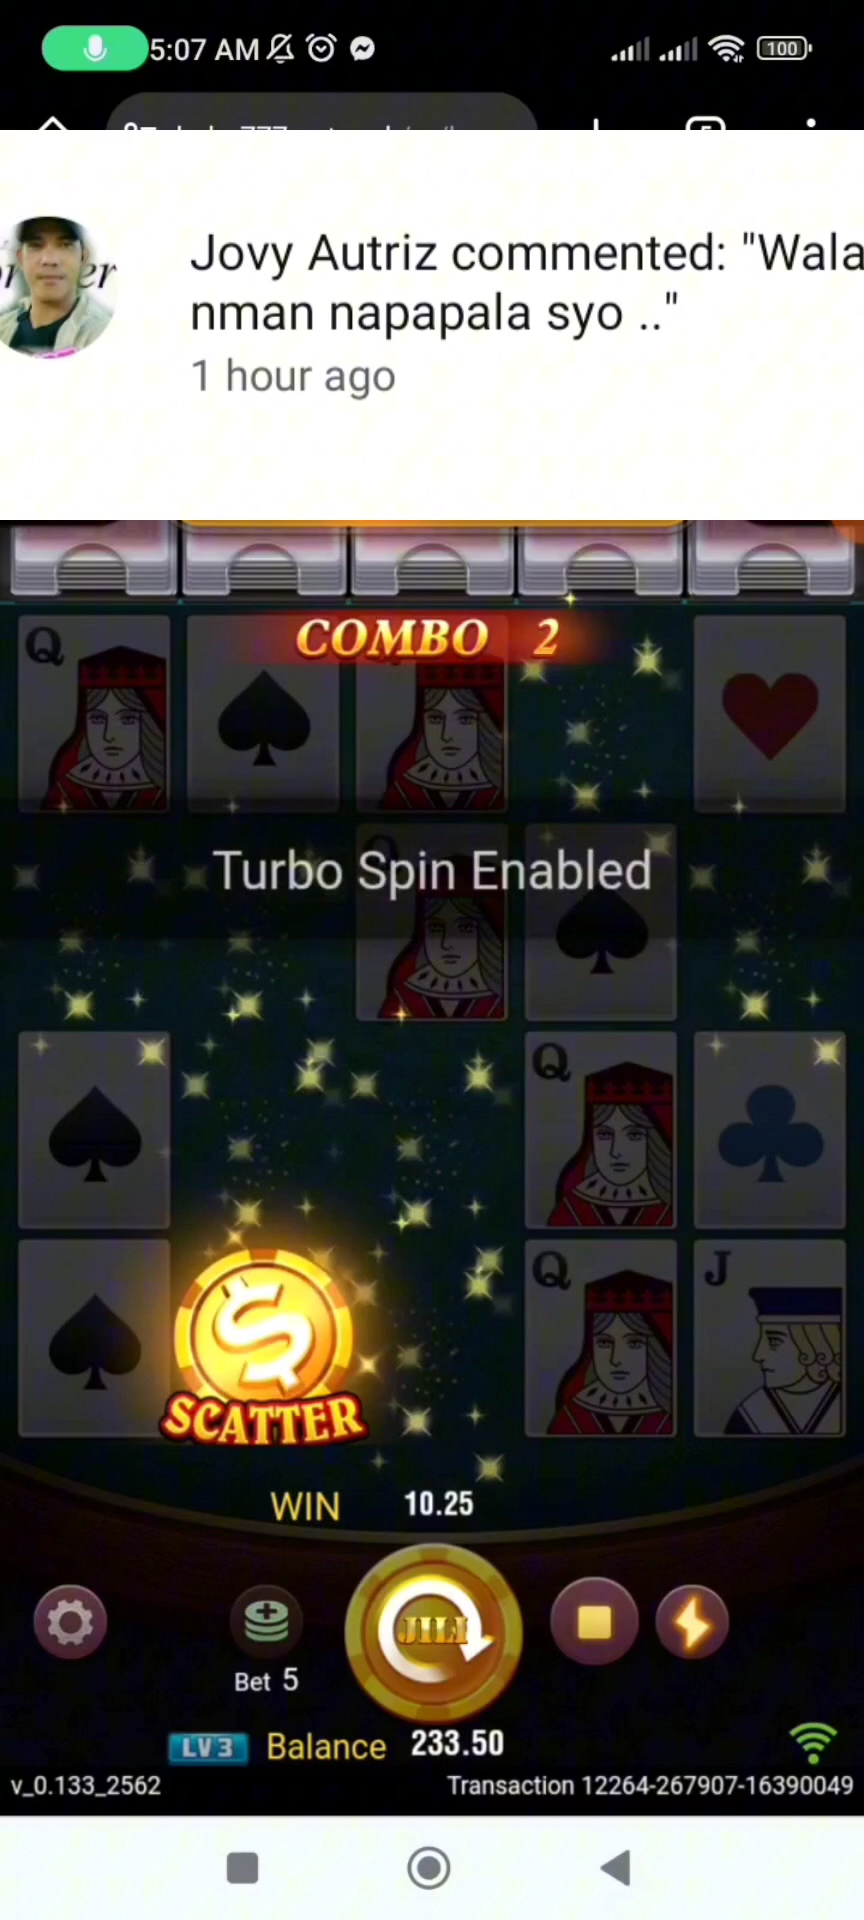 5:07 AM
100
Jovy Autriz commented: "Wala
nman napapala syo .."
1 hour ago
COMBO 2
Q
Turbo Spin Enabled
Q
Q J
SCATTER
WIN 10.25
JILI
Bet 5
LV3 Balance 233.50
v_0.133_2562 Transaction 12264-267907-16390049